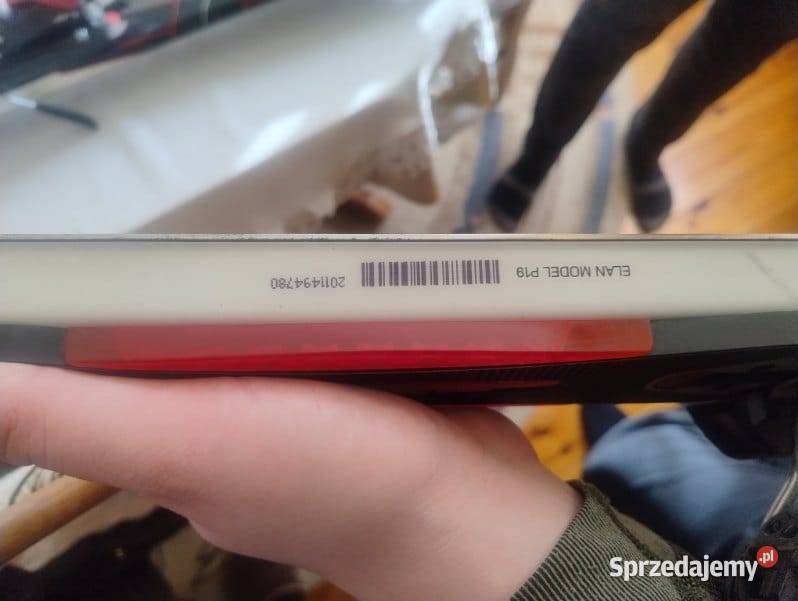 ELAN MODEL P19 2011494780
Sprzedajemy.pl